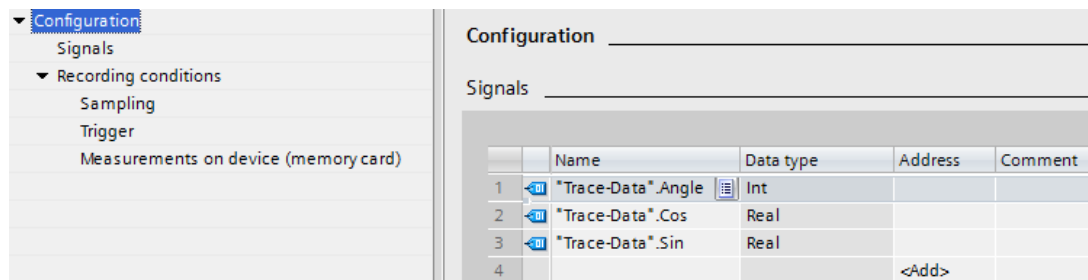 Configuration
Signals
Recording conditions
Sampling
Trigger
Measurements on device (memory card)
Configuration
Signals
Name Data type Address Comment
1 "Trace-Data".Angle Int
2 "Trace-Data".Cos Real
3 "Trace-Data".Sin Real
4 <Add>